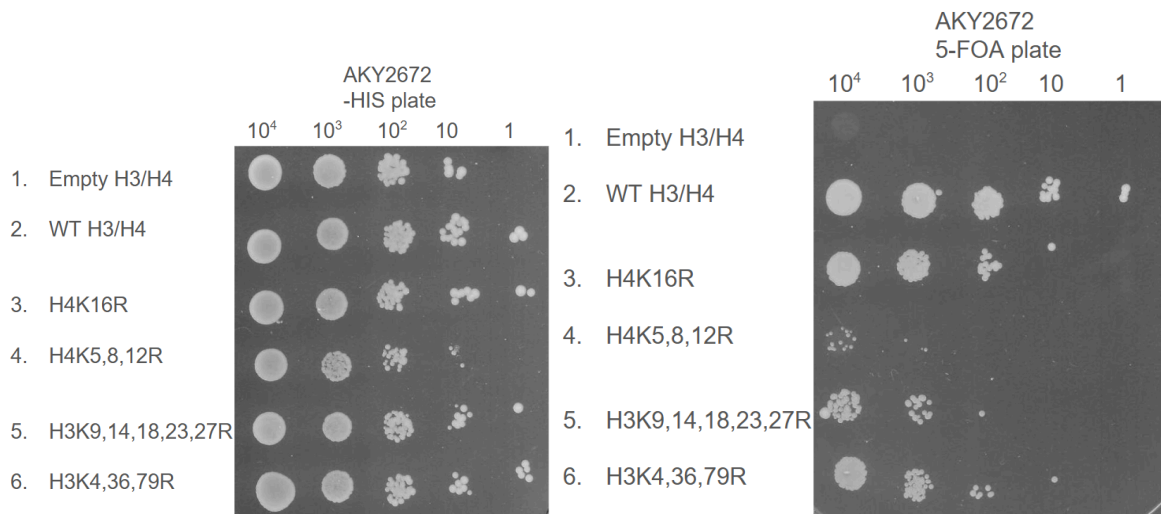 AKY2672
-HIS plate
10⁴ 10³ 10² 10 1
1. Empty H3/H4
2. WT H3/H4
3. H4K16R
4. H4K5,8,12R
5. H3K9,14,18,23,27R
6. H3K4,36,79R
AKY2672
5-FOA plate
10⁴ 10³ 10² 10 1
1. Empty H3/H4
2. WT H3/H4
3. H4K16R
4. H4K5,8,12R
5. H3K9,14,18,23,27R
6. H3K4,36,79R